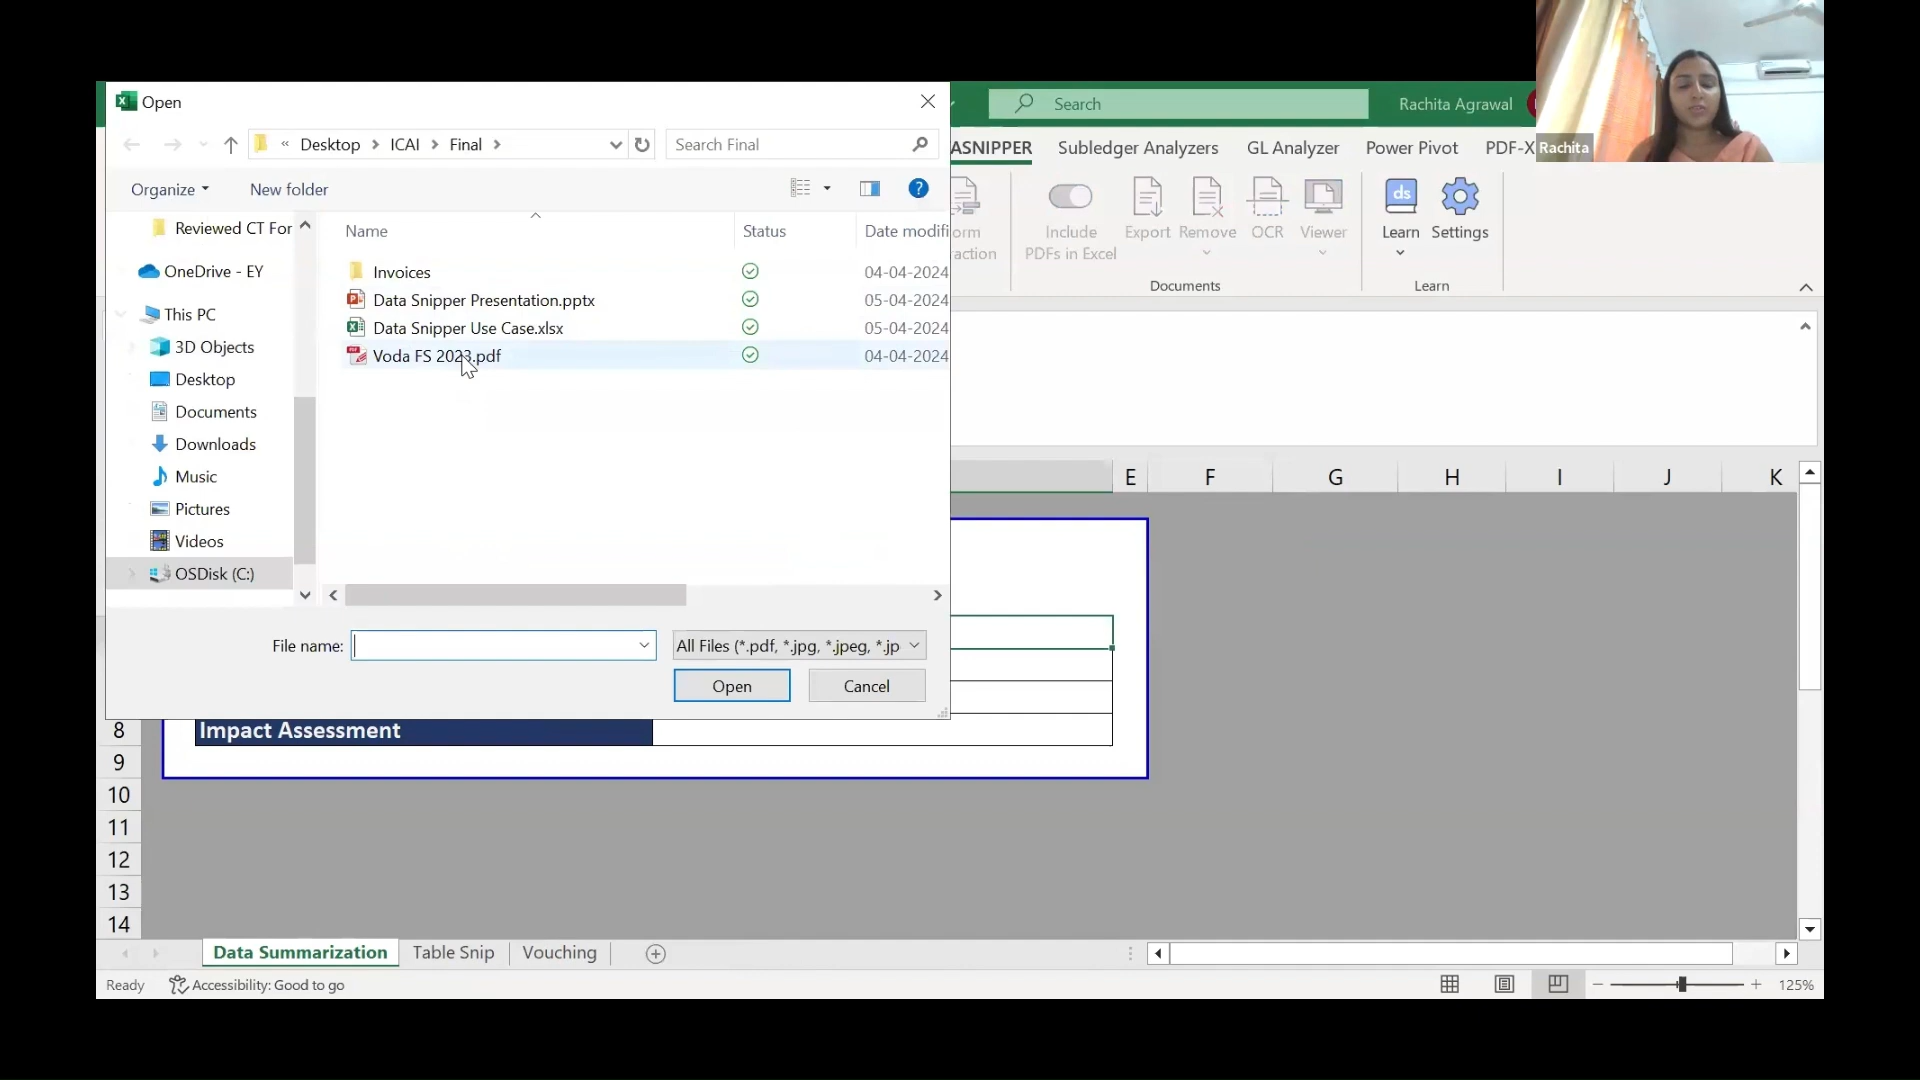 Open
Search
Rachita Agrawal
Rachita
« Desktop > ICAI > Final >
Search Final
ASNIPPER
Subledger Analyzers
GL Analyzer
Power Pivot
PDF-X
Organize
New folder
?
ds
orm
action
Include
PDFs in Excel
Export
Remove
OCR
Viewer
Learn
Settings
Documents
Learn
Reviewed CT For
OneDrive - EY
This PC
3D Objects
Desktop
Documents
Downloads
Music
Pictures
Videos
OSDisk (C:)
Name
Status
Date modifi
Invoices
04-04-2024
Data Snipper Presentation.pptx
05-04-2024
Data Snipper Use Case.xlsx
05-04-2024
Voda FS 2023.pdf
04-04-2024
File name:
All Files (*.pdf, *.jpg, *.jpeg, *.jp
Open
Cancel
E F G H I J K
8 Impact Assessment
9
10
11
12
13
14
Data Summarization
Table Snip
Vouching
Ready
Accessibility: Good to go
125%